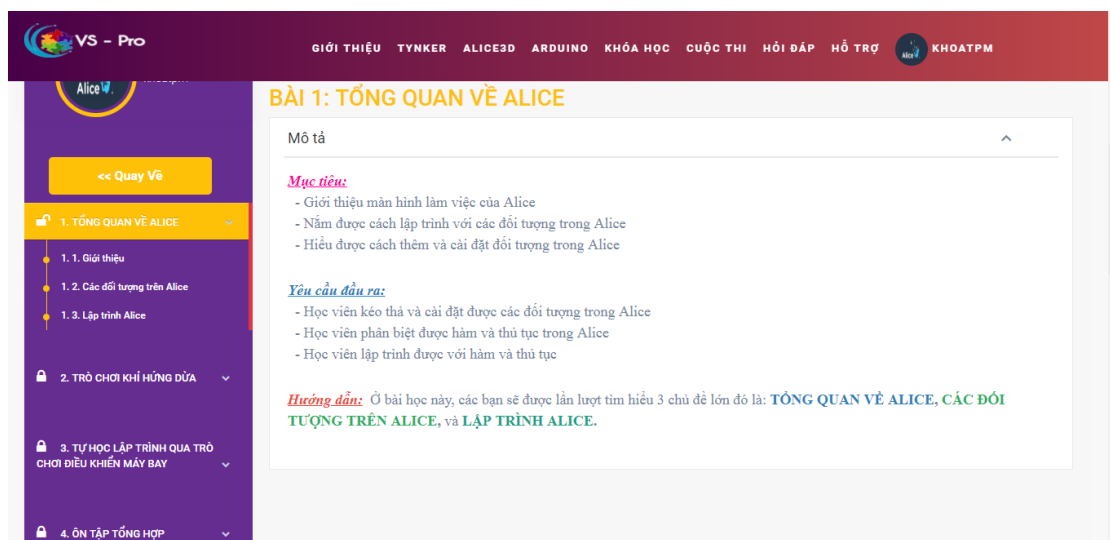 VS - Pro
GIỚI THIỆU TYNKER ALICE3D ARDUINO KHÓA HỌC CUỘC THI HỎI ĐÁP HỖ TRỢ Alice KHOATPM
Alice
BÀI 1: TỔNG QUAN VỀ ALICE
Mô tả
<< Quay Về
1. TỔNG QUAN VỀ ALICE
1. 1. Giới thiệu
1. 2. Các đối tượng trên Alice
1. 3. Lập trình Alice
2. TRÒ CHƠI KHỈ HỨNG DỪA
3. TỰ HỌC LẬP TRÌNH QUA TRÒ
CHƠI ĐIỀU KHIỂN MÁY BAY
4. ÔN TẬP TỔNG HỢP
Mục tiêu:
- Giới thiệu màn hình làm việc của Alice
- Nắm được cách lập trình với các đối tượng trong Alice
- Hiểu được cách thêm và cài đặt đối tượng trong Alice
Yêu cầu đầu ra:
- Học viên kéo thả và cài đặt được các đối tượng trong Alice
- Học viên phân biệt được hàm và thủ tục trong Alice
- Học viên lập trình được với hàm và thủ tục
Hướng dẫn: Ở bài học này, các bạn sẽ được lần lượt tìm hiểu 3 chủ đề lớn đó là: TỔNG QUAN VỀ ALICE, CÁC ĐỐI
TƯỢNG TRÊN ALICE, và LẬP TRÌNH ALICE.